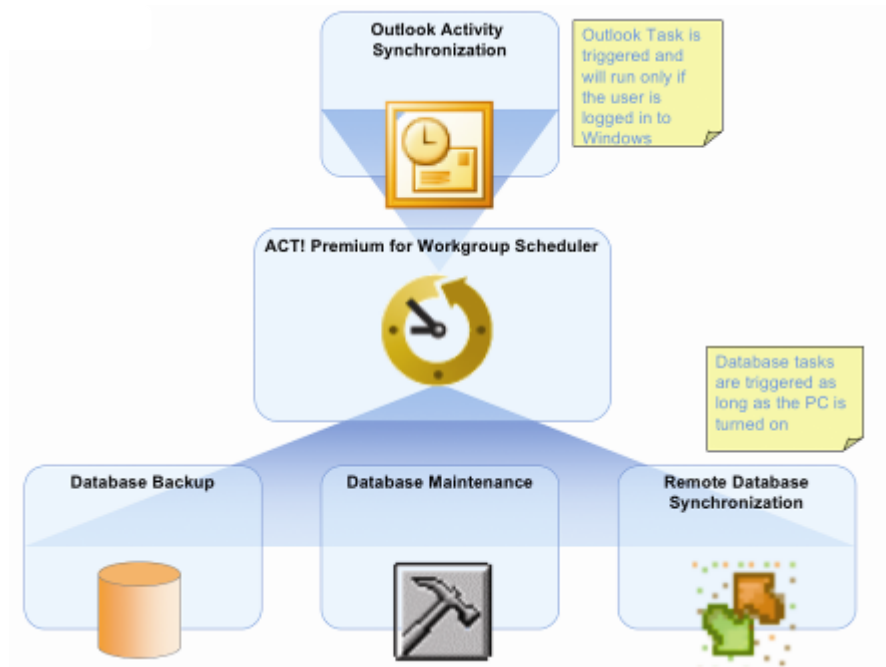 Outlook Activity
Synchronization
Outlook Task is
triggered and
will run only if
the user is
logged in to
Windows
ACT! Premium for Workgroup Scheduler
Database tasks
are triggered as
long as the PC is
turned on
Database Backup
Database Maintenance
Remote Database
Synchronization